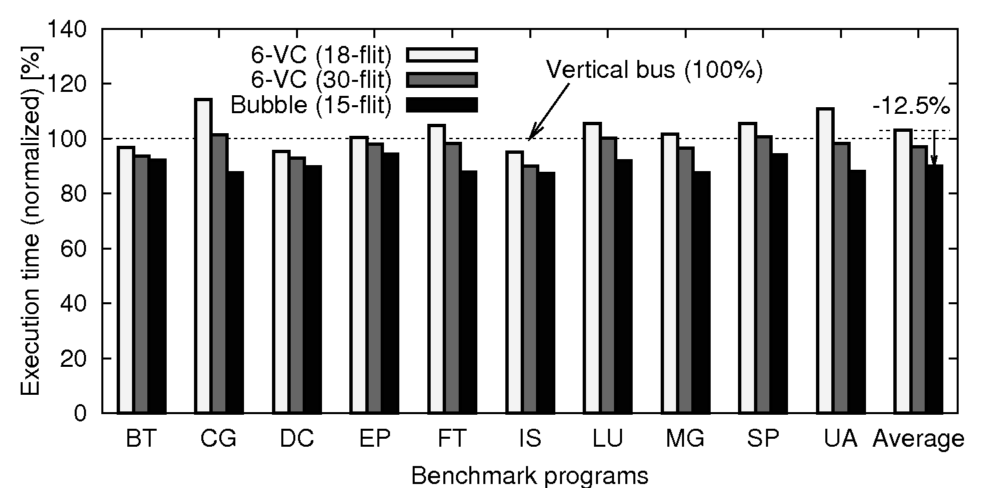 Execution time (normalized) [%]
140
120
100
80
60
40
20
0
6-VC (18-flit)
6-VC (30-flit)
Bubble (15-flit)
Vertical bus (100%)
-12.5%
BT CG DC EP FT IS LU MG SP UA Average
Benchmark programs